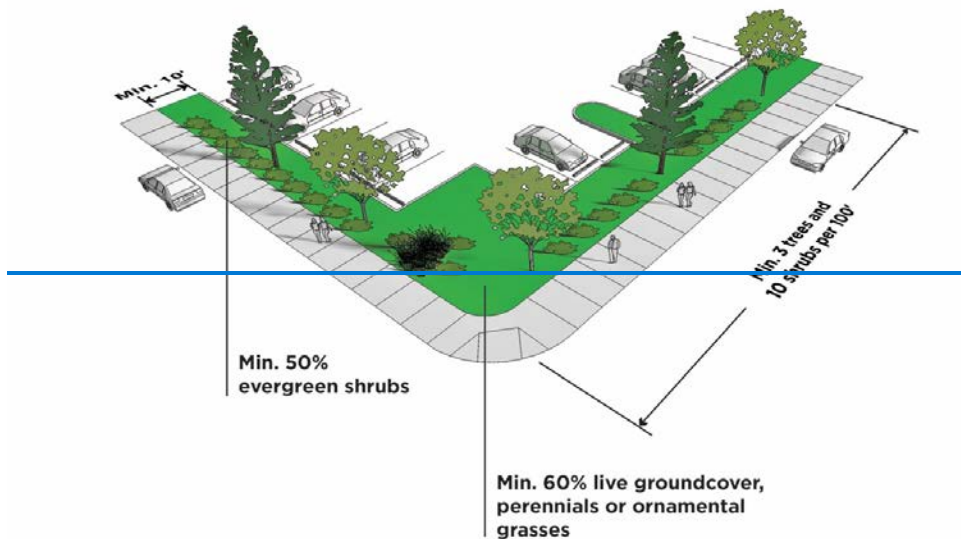 Min. 10'
Min. 3 trees and
10 shrubs per 100'
Min. 50%
evergreen shrubs
Min. 60% live groundcover,
perennials or ornamental
grasses